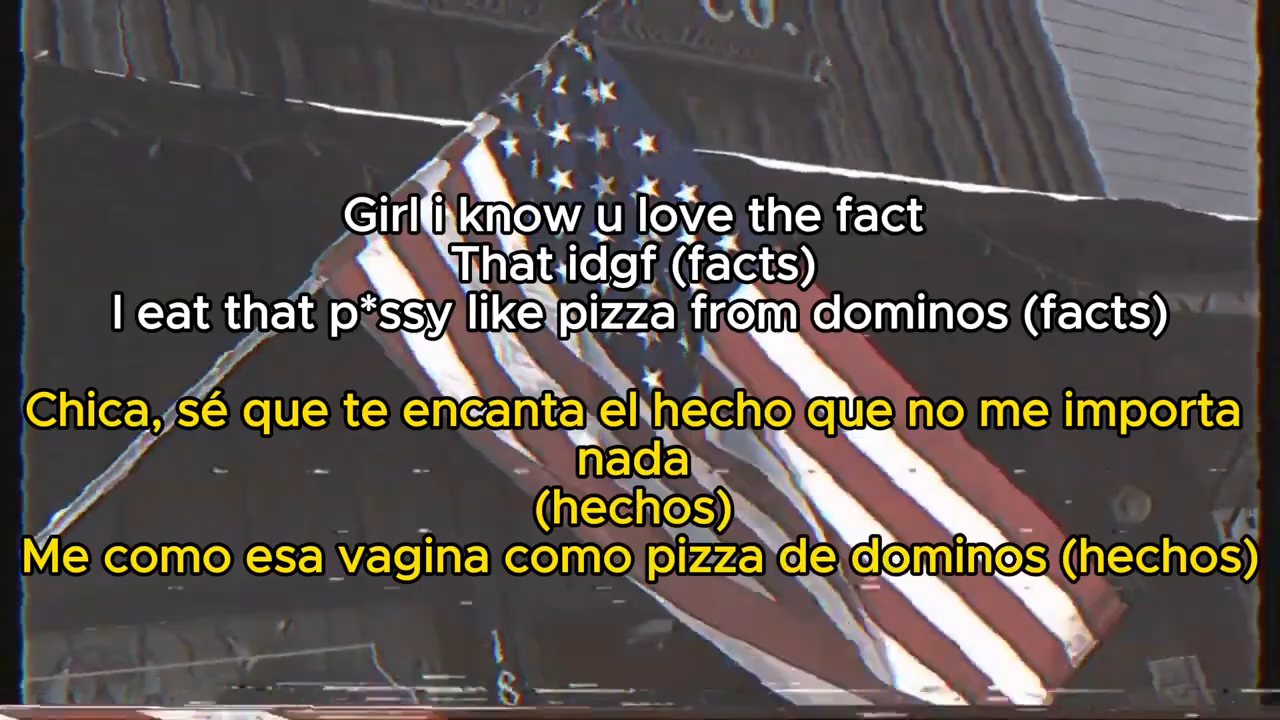 Co.
Girl i know u love the fact
That idgf (facts)
I eat that p*ssy like pizza from dominos (facts)
Chica, sé que te encanta el hecho que no me importa
nada
(hechos)
Me como esa vagina como pizza de dominos (hechos)
18